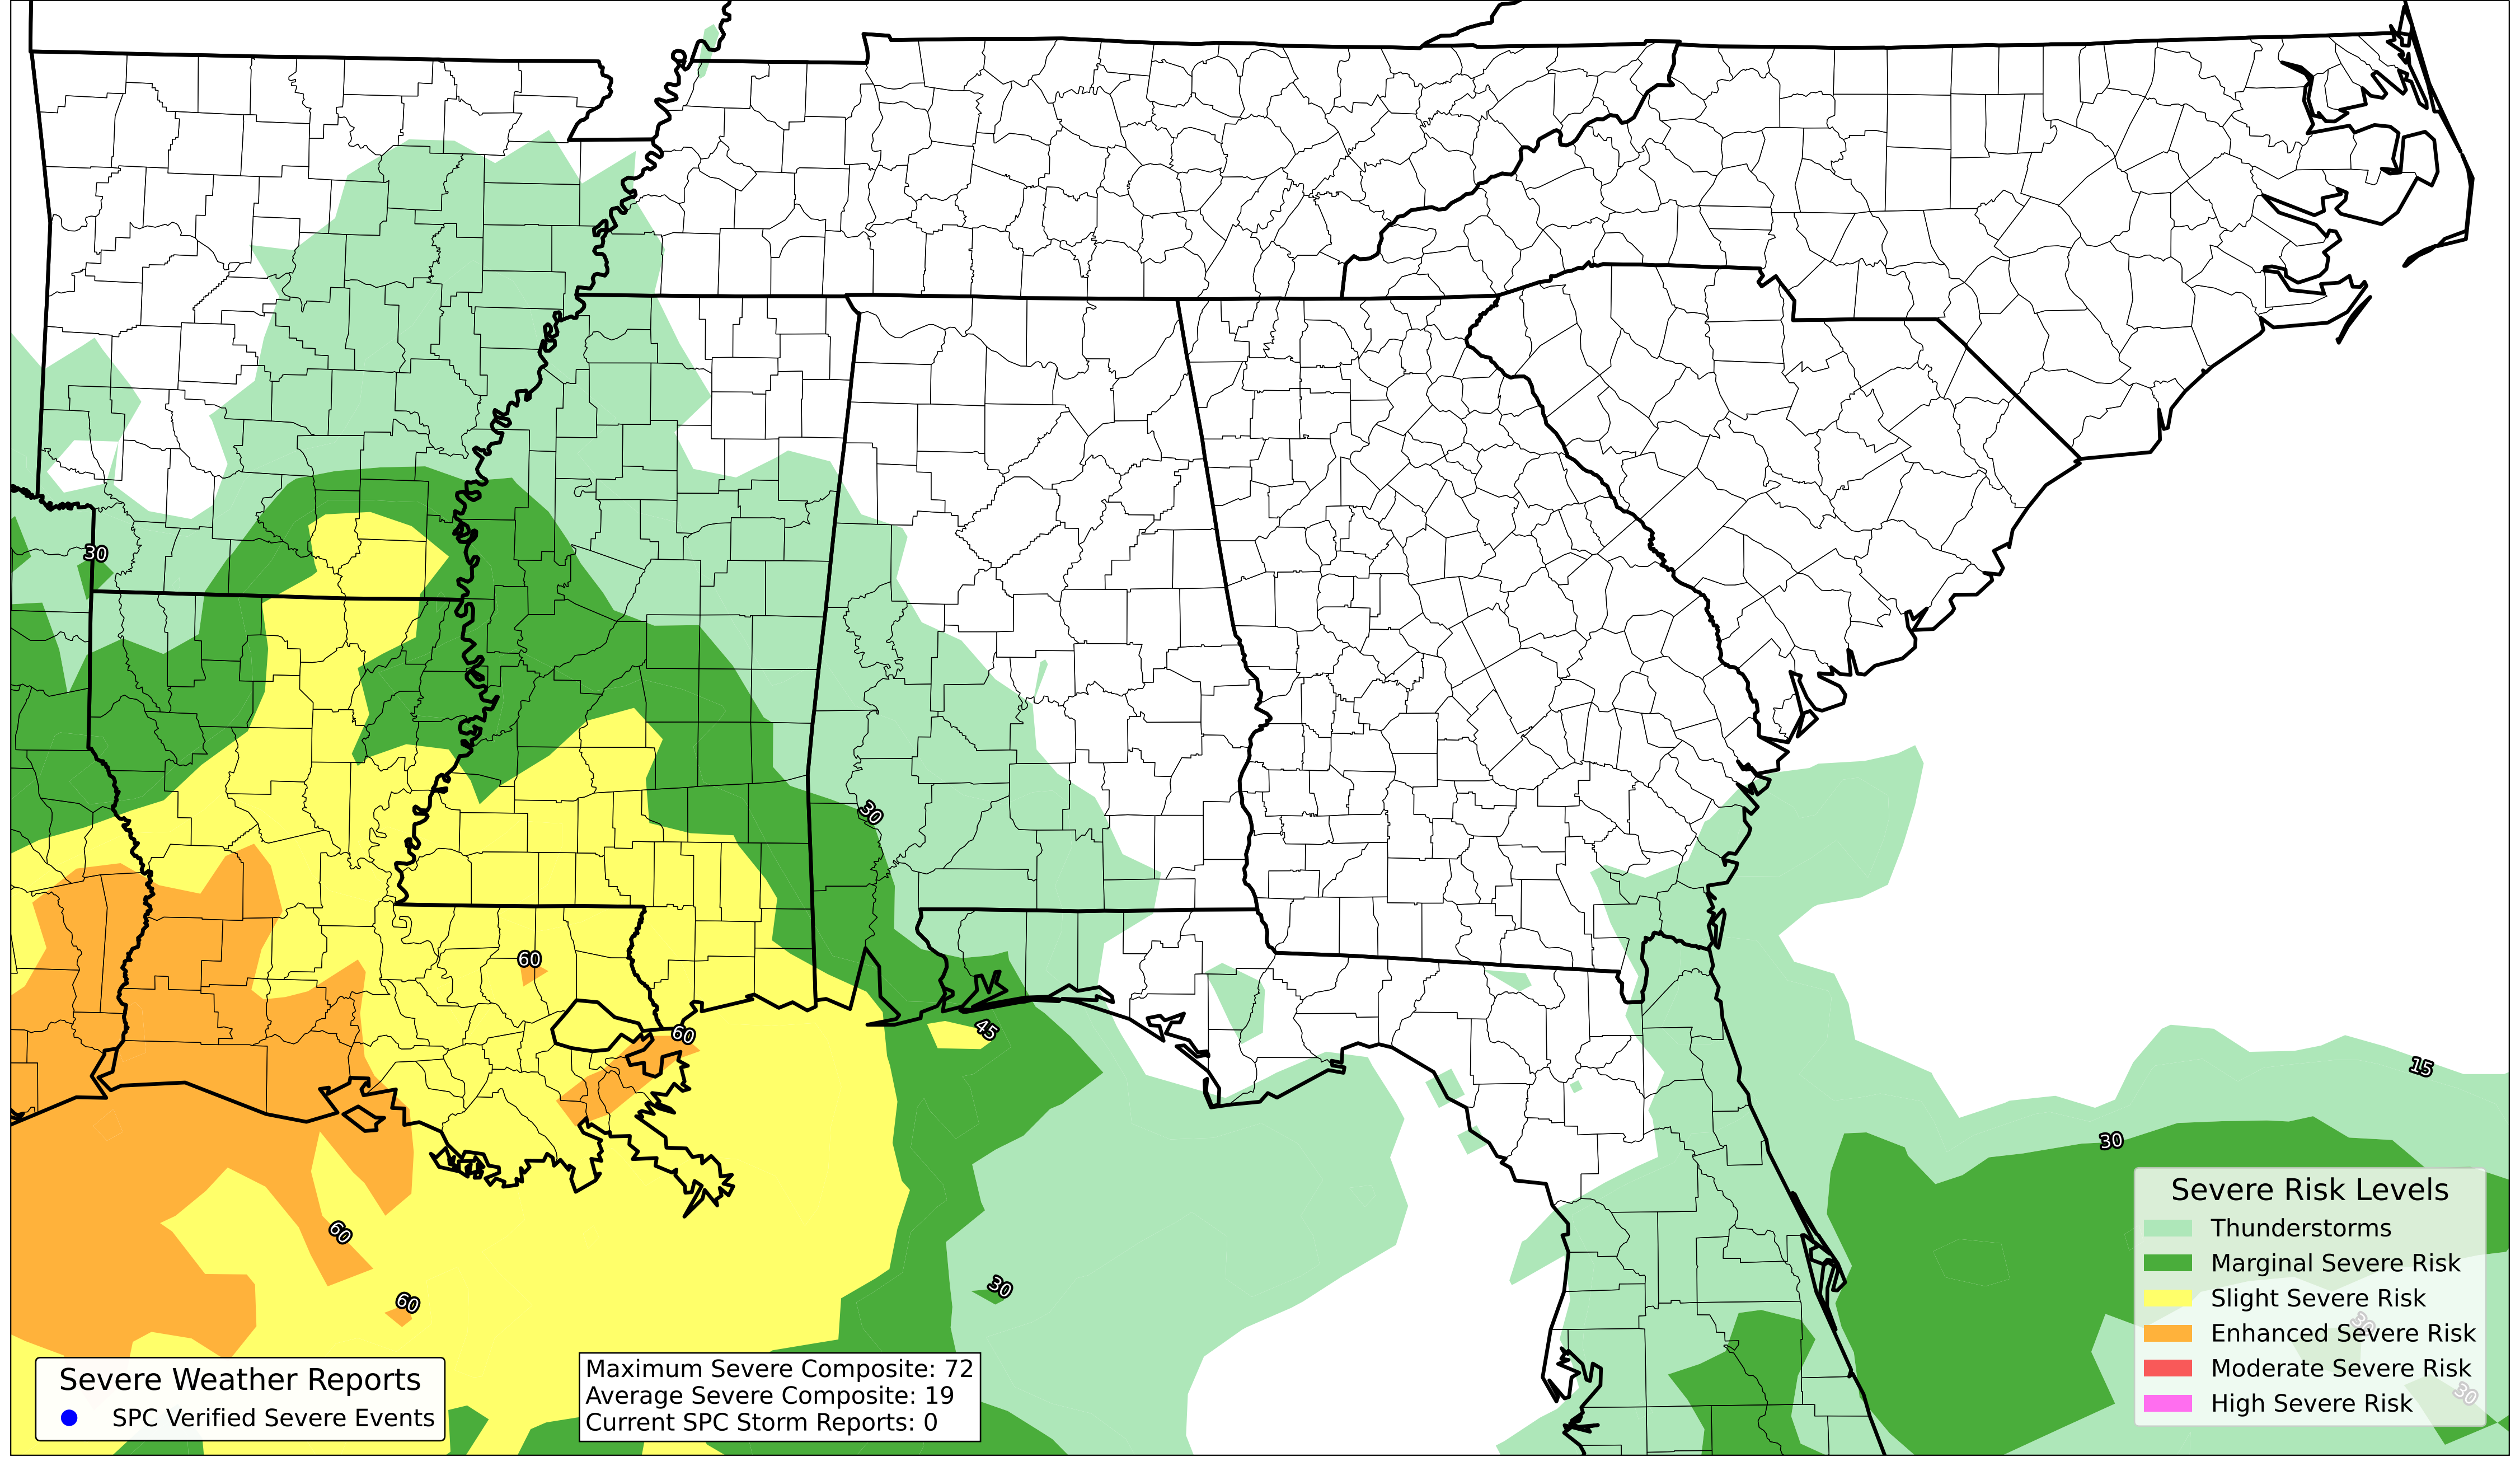 30
30
60
60
45
15
30
60
30
60
30
30
Severe Risk Levels
Thunderstorms
Marginal Severe Risk
Slight Severe Risk
Enhanced Severe Risk
Moderate Severe Risk
High Severe Risk
Severe Weather Reports
SPC Verified Severe Events
Maximum Severe Composite: 72
Average Severe Composite: 19
Current SPC Storm Reports: 0